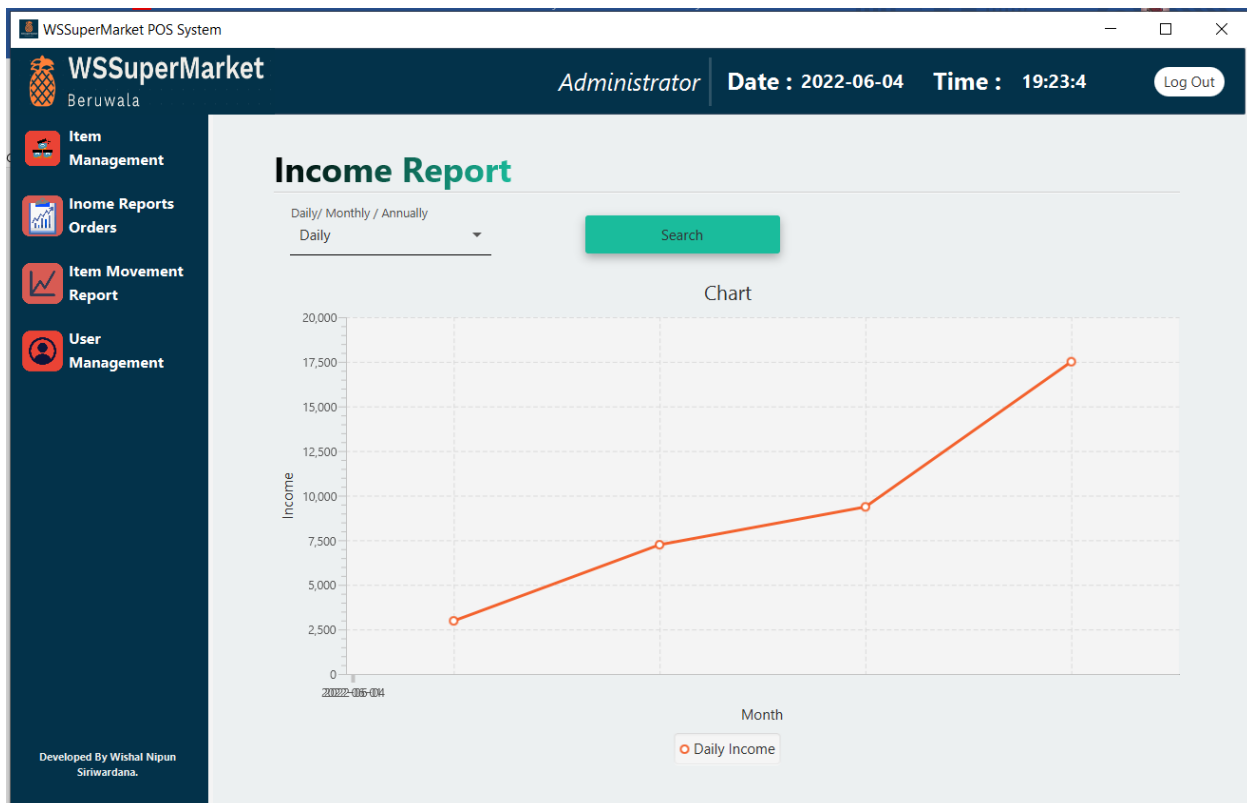 WSSuperMarket POS System
WSSuperMarket
Beruwala
Administrator
Date : 2022-06-04
Time : 19:23:4
Log Out
Item
Management
Inome Reports
Orders
Item Movement
Report
User
Management
Developed By Wishal Nipun
Siriwardana.
Income Report
Daily/ Monthly / Annually
Daily
Search
Chart
20,000
17,500
15,000
12,500
10,000
7,500
5,000
2,500
0
Income
Month
Daily Income